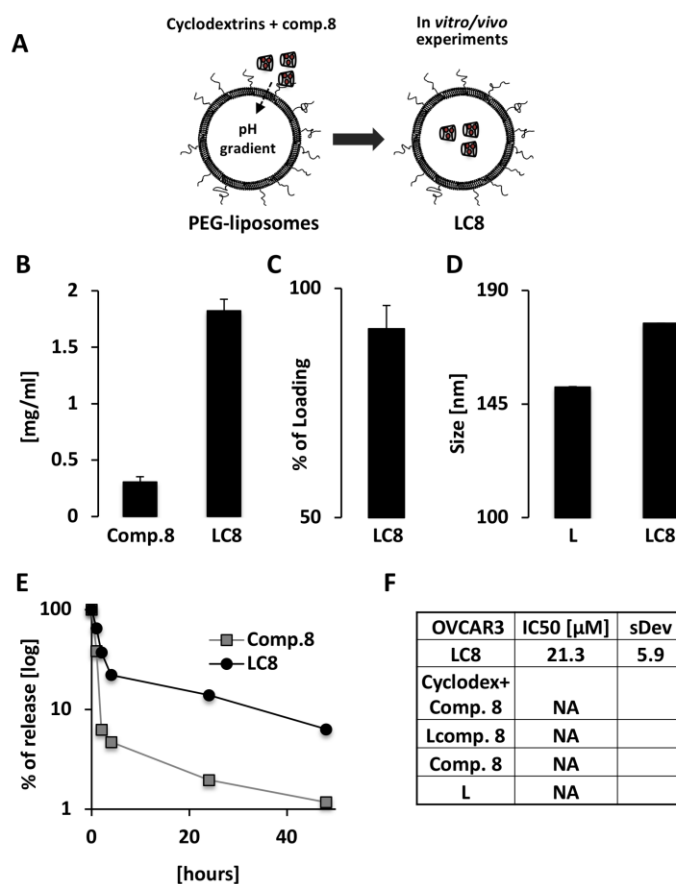 A
Cyclodextrins + comp.8
In vitro/vivo
experiments
pH
gradient
PEG-liposomes
LC8
B
[mg/ml]
2
1.5
1
0.5
0
Comp.8
LC8
C
% of Loading
100
50
LC8
D
Size [nm]
190
145
100
L
LC8
E
% of release [log]
100
10
1
0
20
40
[hours]
Comp.8
LC8
F
OVCAR3 IC50 [µM] sDev
LC8 21.3 5.9
Cyclodex+
Comp. 8 NA
Lcomp. 8 NA
Comp. 8 NA
L NA